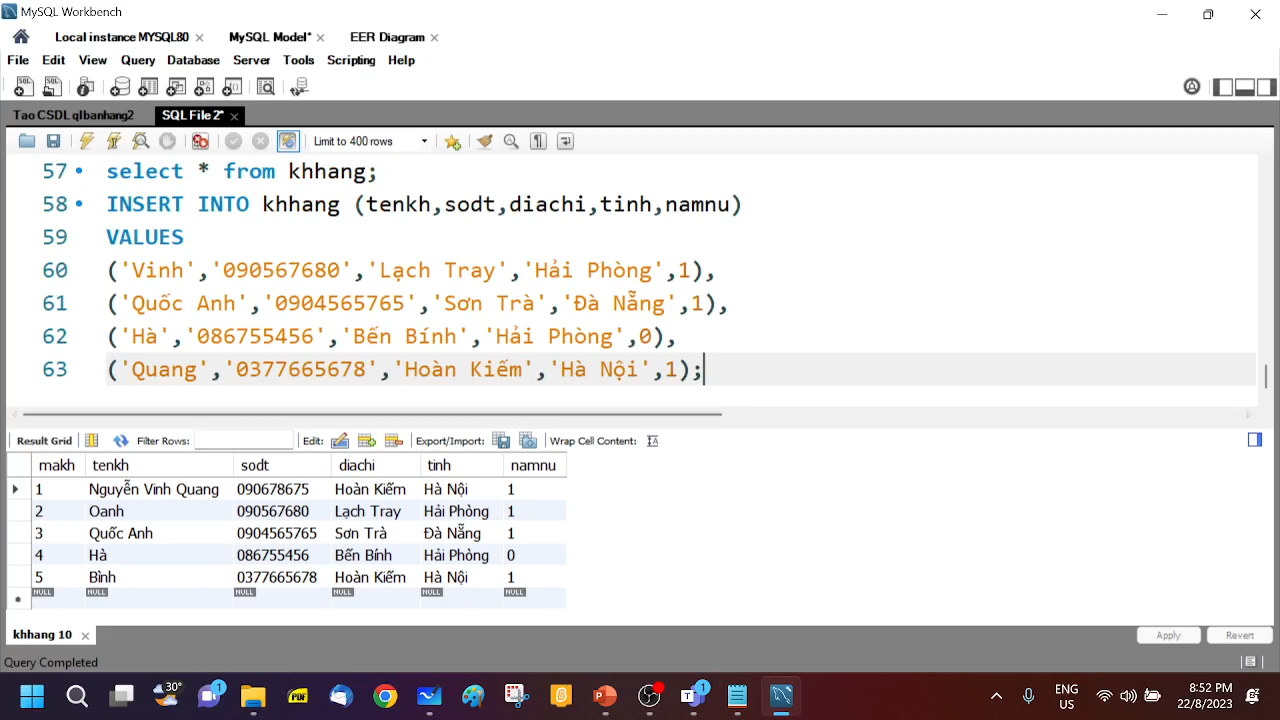 MySQL Workbench
Local instance MYSQL80
MySQL Model*
EER Diagram
File Edit View Query Database Server Tools Scripting Help
Tao CSDL qlbanhang2
SQL File 2*
Limit to 400 rows
57 select * from khhang;
58 INSERT INTO khhang (tenkh,sodt,diachi,tinh,namnu)
59 VALUES
60 ('Vinh','090567680','Lạch Tray','Hải Phòng',1),
61 ('Quốc Anh','0904565765','Sơn Trà','Đà Nẵng',1),
62 ('Hà','086755456','Bến Bính','Hải Phòng',0),
63 ('Quang','0377665678','Hoàn Kiếm','Hà Nội',1);
Result Grid Filter Rows: Edit: Export/Import: Wrap Cell Content:
makh tenkh sodt diachi tinh namnu
1 Nguyễn Vinh Quang 090678675 Hoàn Kiếm Hà Nội 1
2 Oanh 090567680 Lạch Tray Hải Phòng 1
3 Quốc Anh 0904565765 Sơn Trà Đà Nẵng 1
4 Hà 086755456 Bến Bính Hải Phòng 0
5 Bình 0377665678 Hoàn Kiếm Hà Nội 1
NULL NULL NULL NULL NULL NULL
khhang 10
Apply Revert
Query Completed
30°
1
PDF
1
ENG
US
8:52 PM
22/8/2023